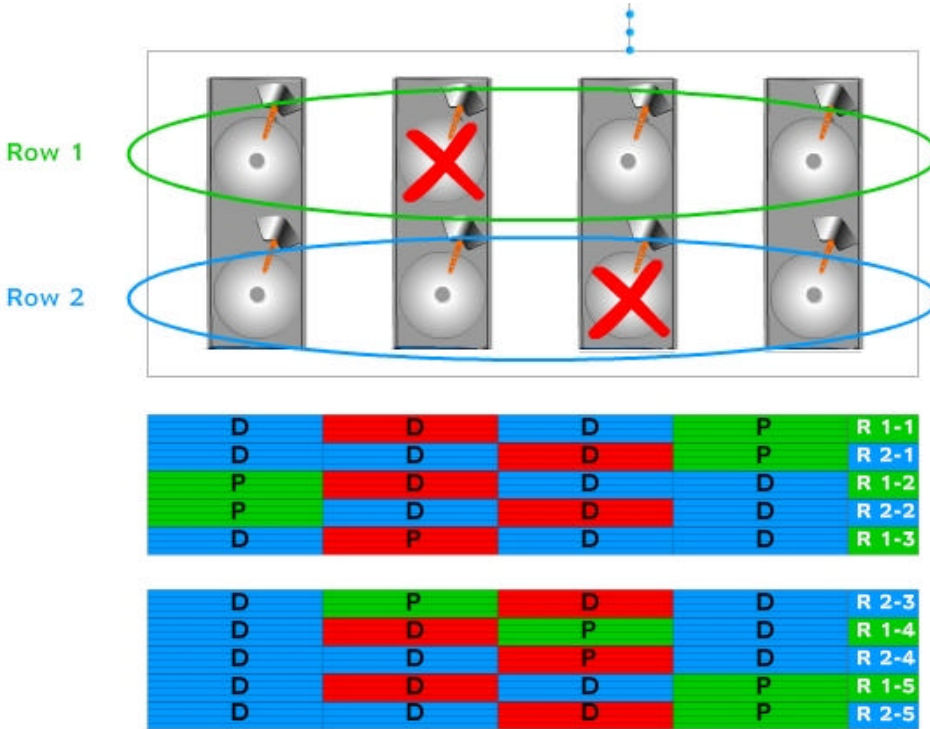 Row 1
Row 2
D D D P R 1-1
D D D P R 2-1
P D D D R 1-2
P D D D R 2-2
D P D D R 1-3
D P D D R 2-3
D D P D R 1-4
D D P D R 2-4
D D D P R 1-5
D D D P R 2-5